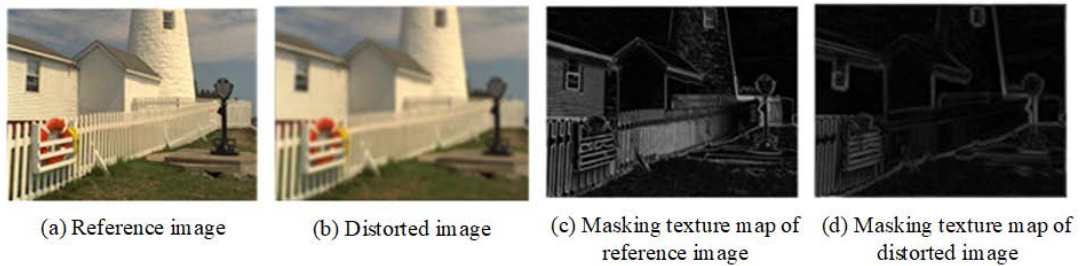 (a) Reference image
(b) Distorted image
(c) Masking texture map of
reference image
(d) Masking texture map of
distorted image